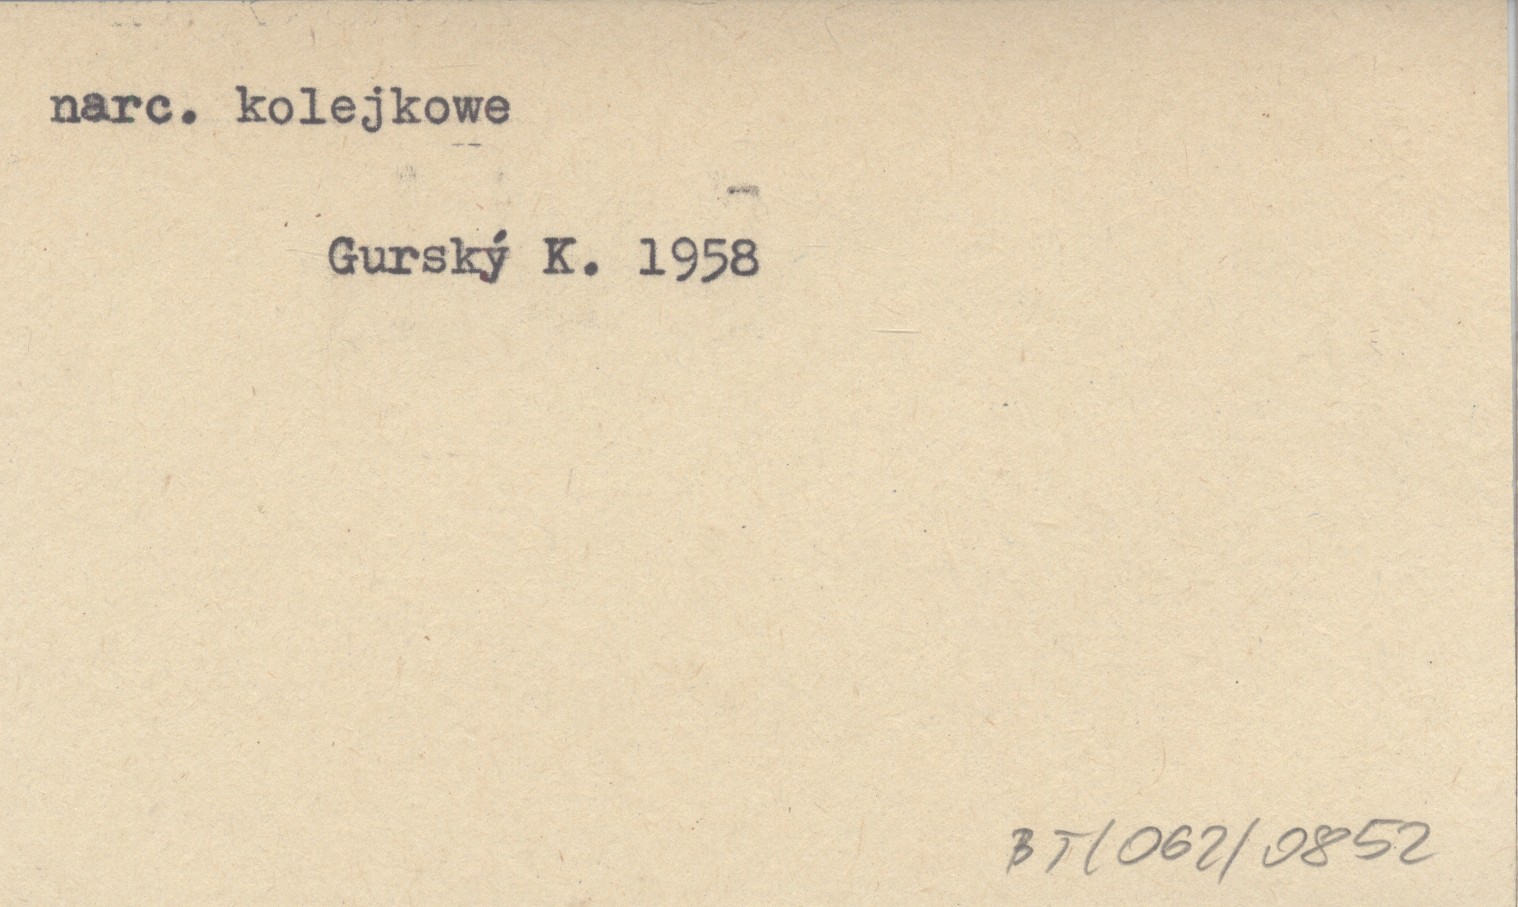 narc. kolejkowe
Gurský K. 1958
BT/062/0852